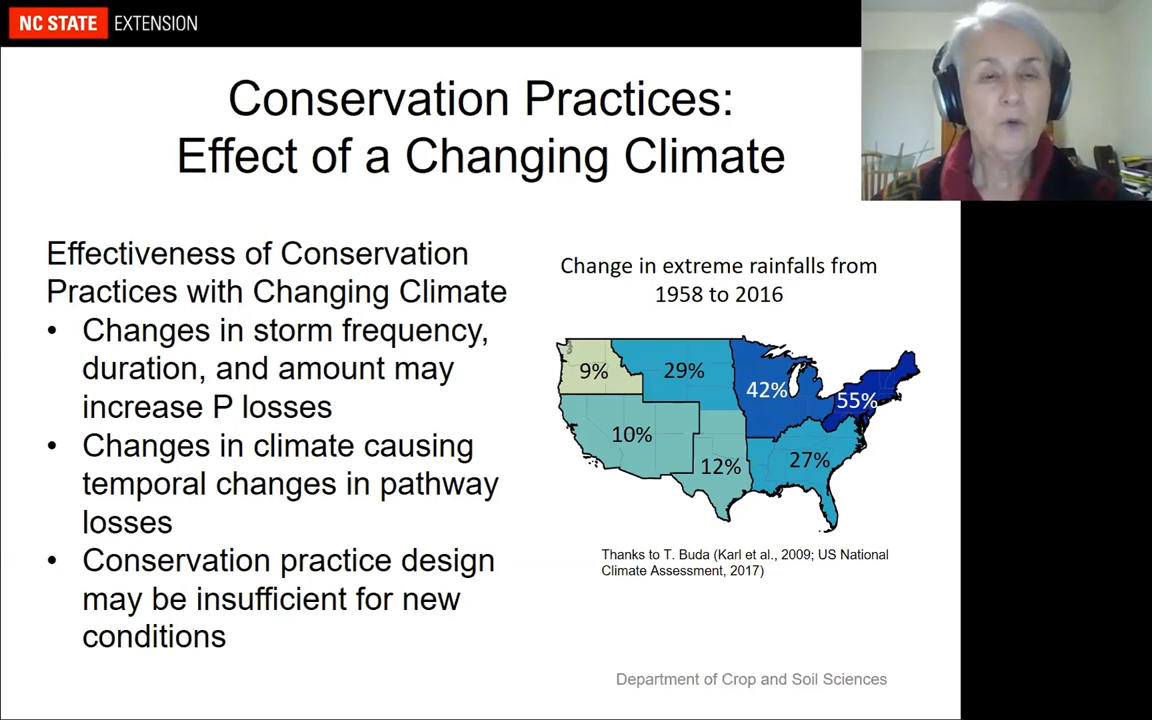 NC STATE EXTENSION
Conservation Practices:
Effect of a Changing Climate
Effectiveness of Conservation
Practices with Changing Climate
• Changes in storm frequency,
duration, and amount may
increase P losses
• Changes in climate causing
temporal changes in pathway
losses
• Conservation practice design
may be insufficient for new
conditions
Change in extreme rainfalls from
1958 to 2016
9%
29%
42%
55%
10%
12%
27%
Thanks to T. Buda (Karl et al., 2009; US National
Climate Assessment, 2017)
Department of Crop and Soil Sciences